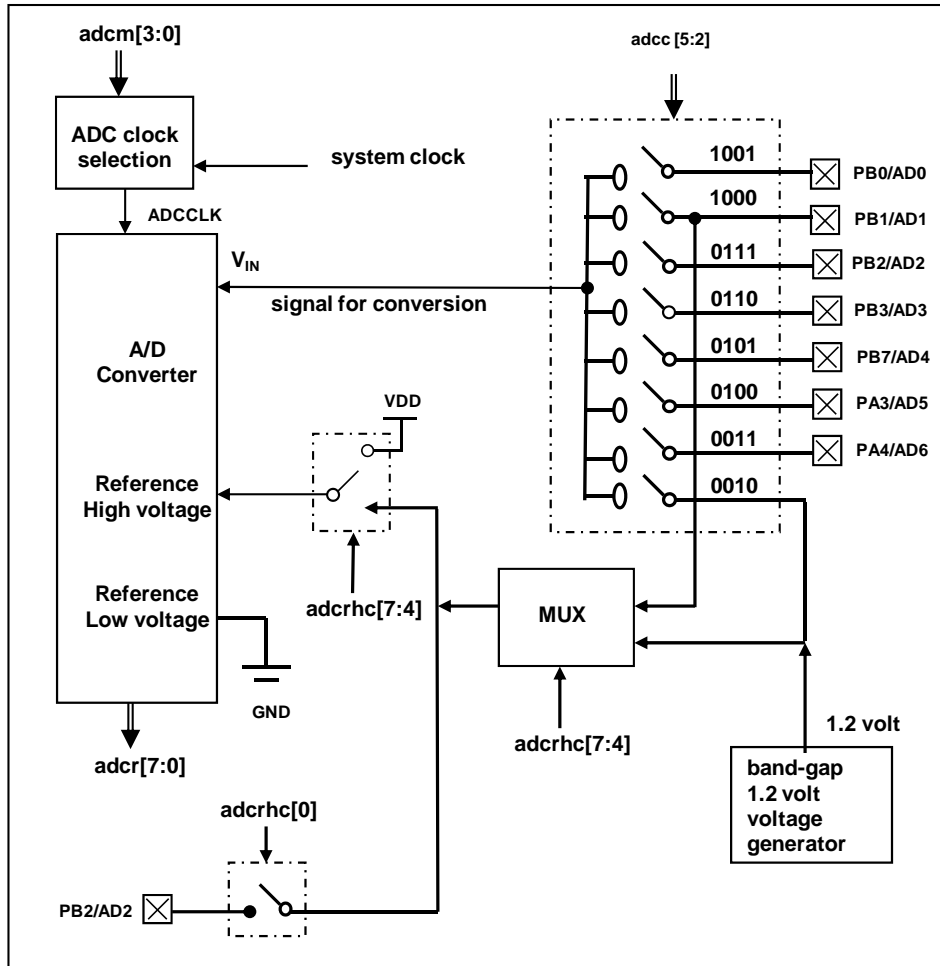 adcm[3:0]
adcc [5:2]
ADC clock
selection
system clock
ADCCLK
1001
PB0/AD0
1000
PB1/AD1
VIN
0111
PB2/AD2
signal for conversion
0110
PB3/AD3
A/D
Converter
0101
PB7/AD4
VDD
0100
PA3/AD5
0011
PA4/AD6
Reference
High voltage
0010
Reference
Low voltage
adcrhc[7:4]
MUX
GND
adcrhc[7:4]
1.2 volt
adcr[7:0]
band-gap
1.2 volt
voltage
generator
adcrhc[0]
PB2/AD2